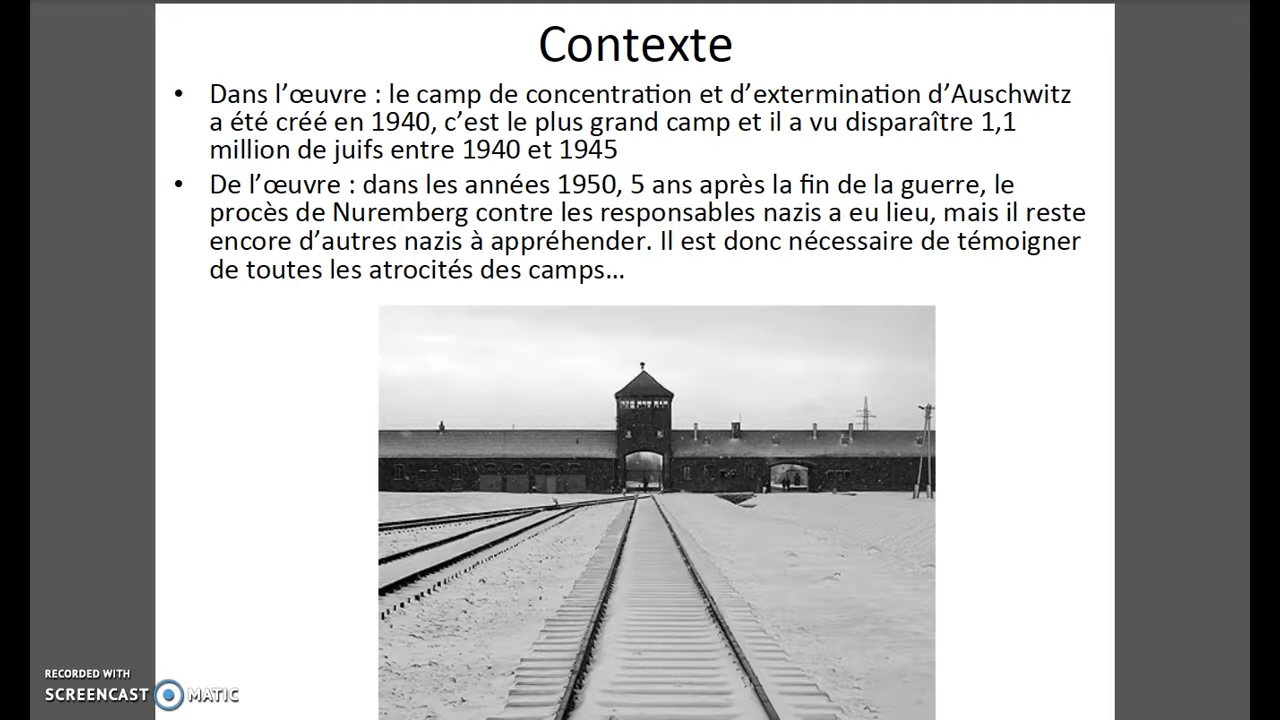 Contexte
• Dans l’œuvre : le camp de concentration et d’extermination d’Auschwitz
a été créé en 1940, c’est le plus grand camp et il a vu disparaître 1,1
million de juifs entre 1940 et 1945
• De l’œuvre : dans les années 1950, 5 ans après la fin de la guerre, le
procès de Nuremberg contre les responsables nazis a eu lieu, mais il reste
encore d’autres nazis à appréhender. Il est donc nécessaire de témoigner
de toutes les atrocités des camps...
RECORDED WITH
SCREENCAST MATIC